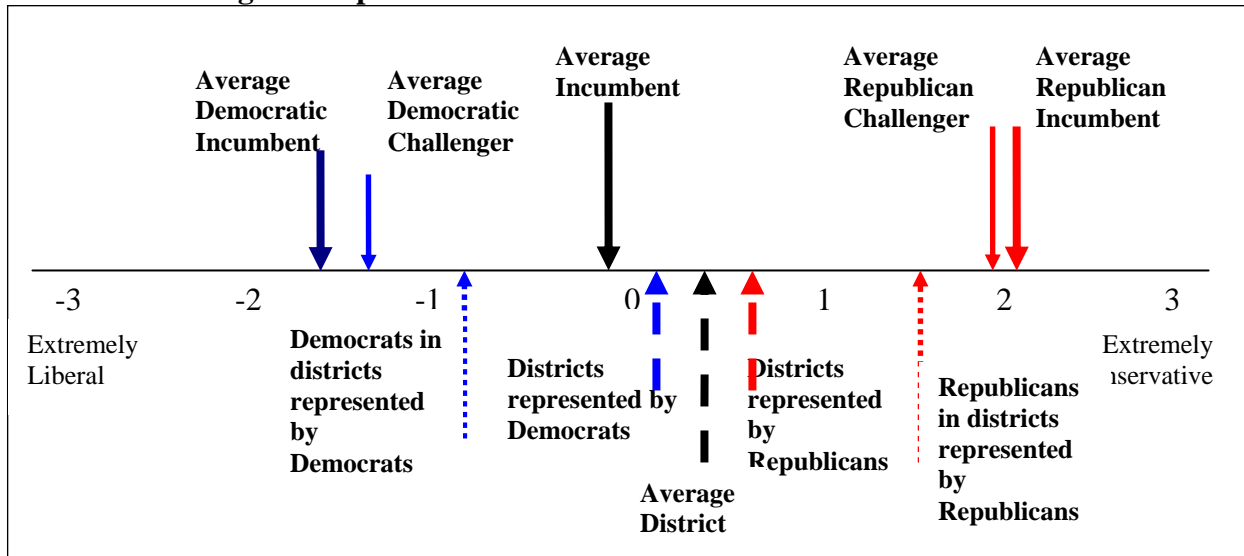 Average
Democratic
Incumbent
Average
Democratic
Challenger
Average
Incumbent
Average
Republican
Challenger
Average
Republican
Incumbent
-3 -2 -1 0 1 2 3
Extremely
Liberal
Democrats in
districts
represented
by
Democrats
Districts
represented by
Democrats
Average
District
Districts
represented
by
Republicans
Republicans
in districts
represented
by
Republicans
Extremely
nservative